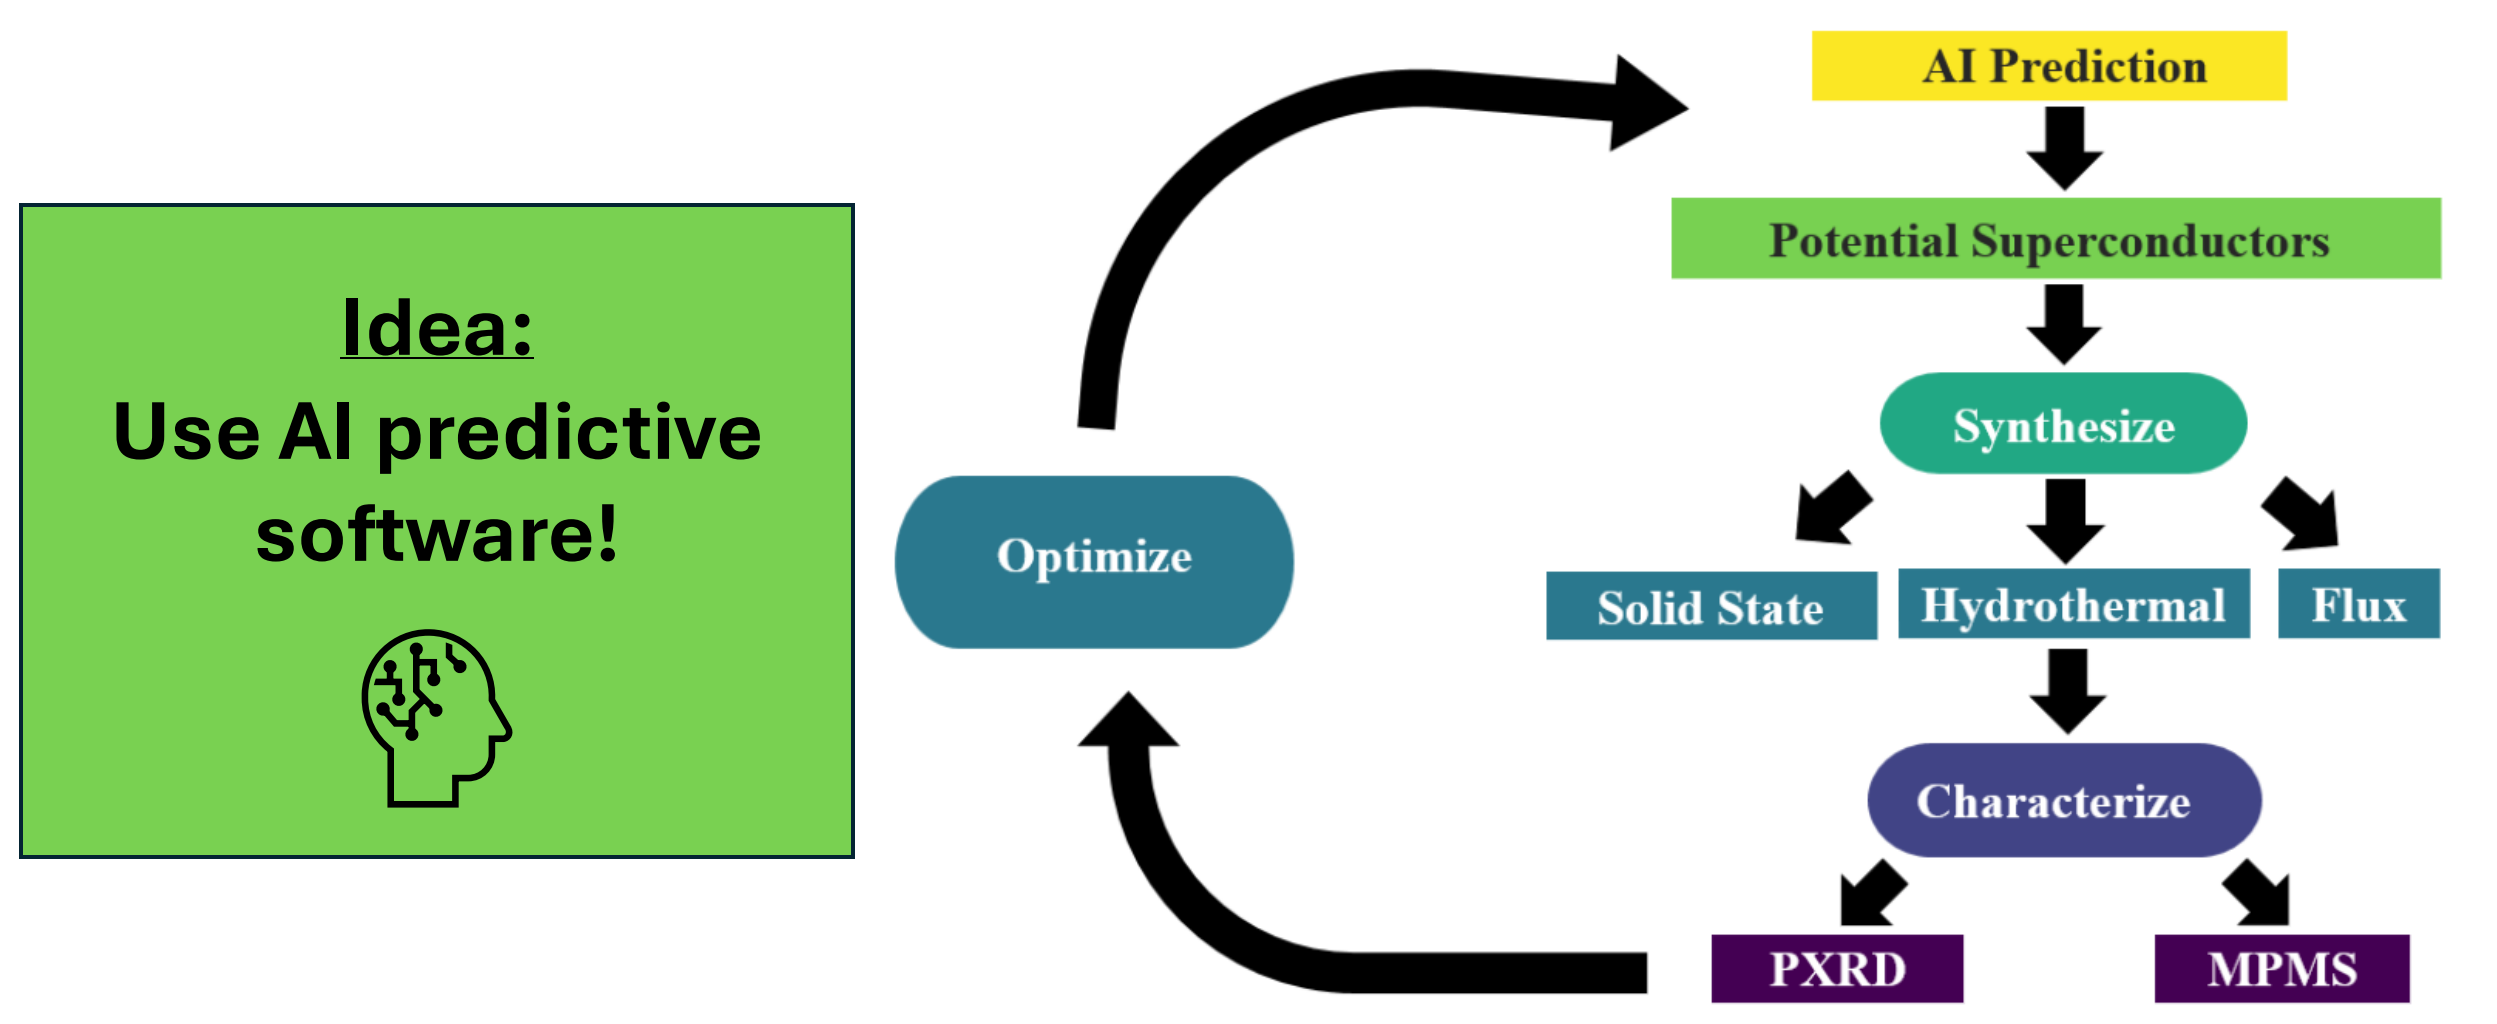 Idea:
Use AI predictive
software!
AI Prediction
Potential Superconductors
Synthesize
Solid State
Hydrothermal
Flux
Characterize
PXRD
MPMS
Optimize